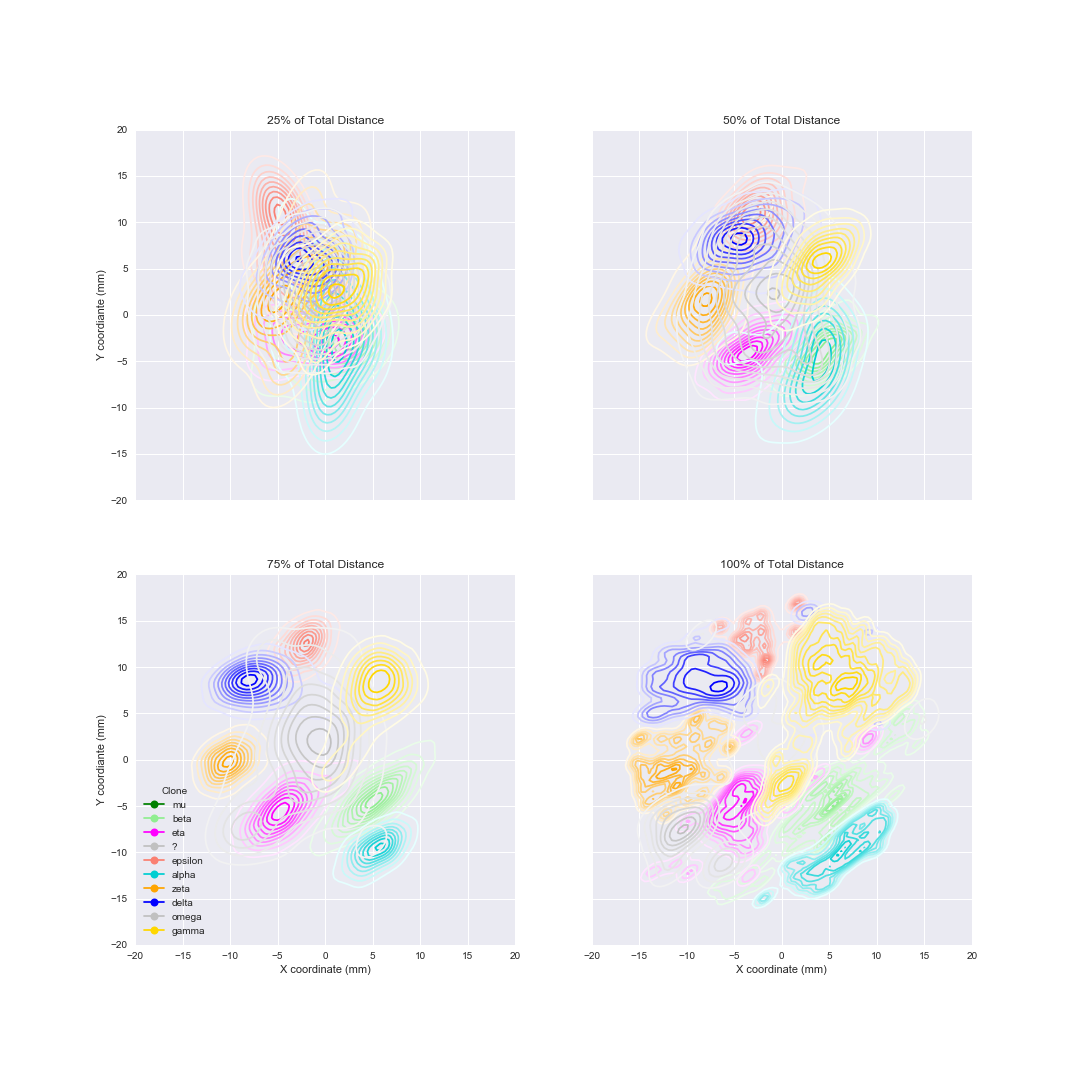 25% of Total Distance
50% of Total Distance
20
15
10
5
0
−5
−10
−15
−20
Y coordiante (mm)
75% of Total Distance
100% of Total Distance
20
15
10
5
0
−5
−10
−15
−20
Y coordiante (mm)
Clone
mu
beta
eta
?
epsilon
alpha
zeta
delta
omega
gamma
−20 −15 −10 −5 0 5 10 15 20
X coordinate (mm)
−20 −15 −10 −5 0 5 10 15 20
X coordinate (mm)